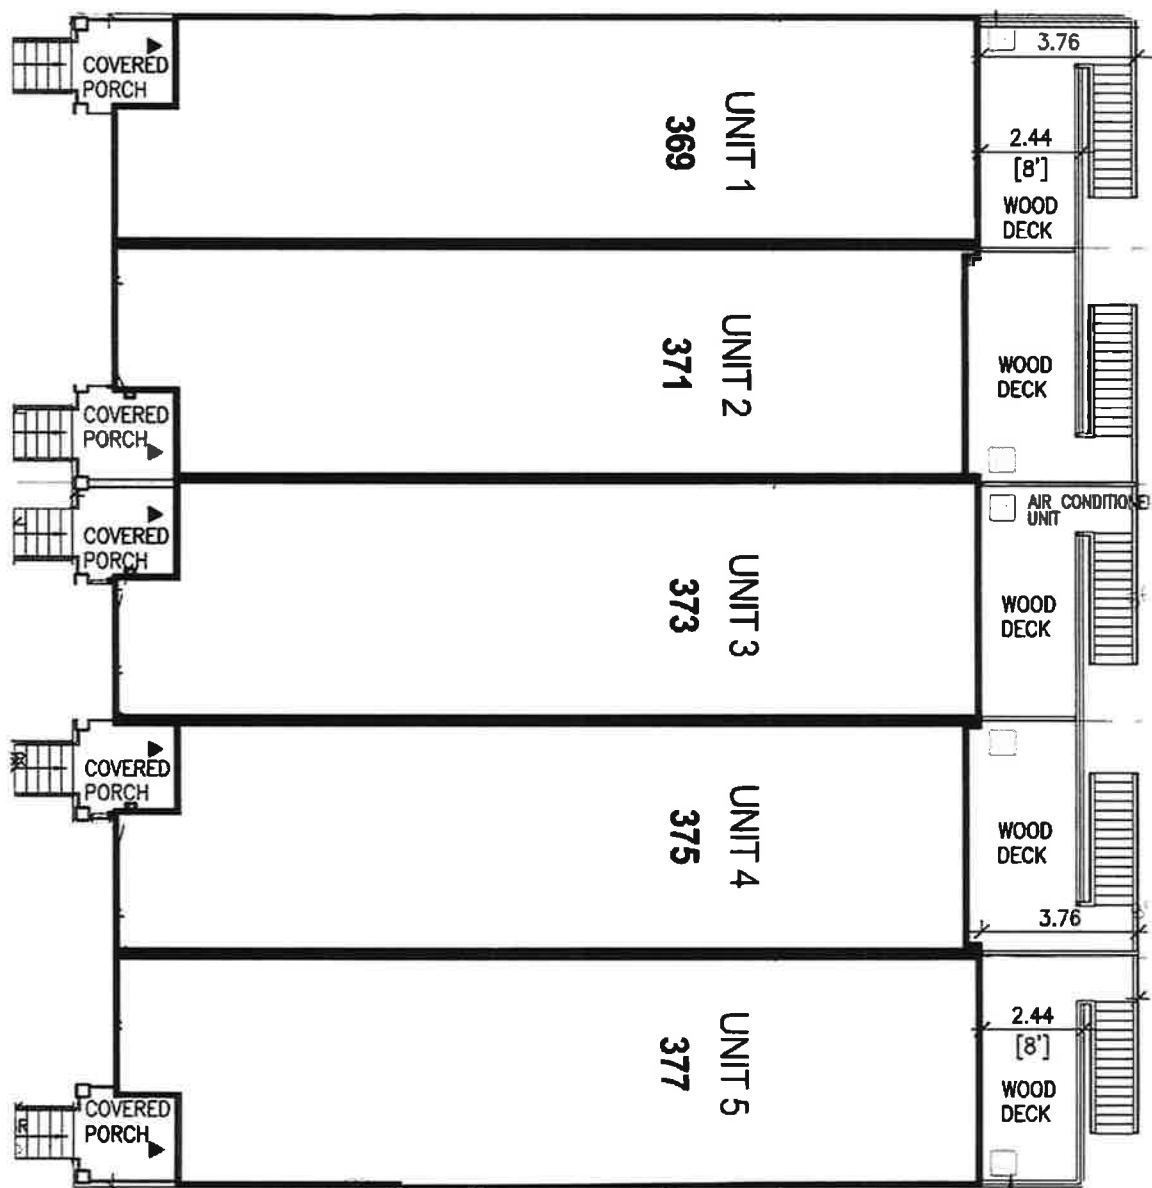 COVERED
PORCH
UNIT 1
369
3.76
2.44
[8']
WOOD
DECK
UNIT 2
371
WOOD
DECK
COVERED
PORCH
COVERED
PORCH
AIR CONDITIONE
UNIT
UNIT 3
373
WOOD
DECK
COVERED
PORCH
UNIT 4
375
WOOD
DECK
3.76
UNIT 5
377
2.44
[8']
WOOD
DECK
COVERED
PORCH